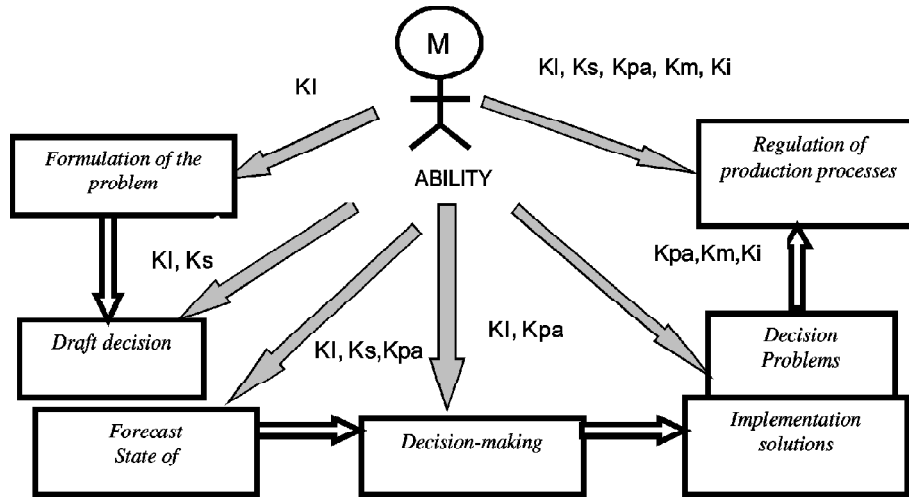 M
KI
KI, Ks, Kpa, Km, Ki
Formulation of the
problem
ABILITY
Regulation of
production processes
KI, Ks
Kpa,Km,Ki
Draft decision
KI, Ks,Kpa
KI, Kpa
Decision
Problems
Forecast
State of
Decision-making
Implementation
solutions